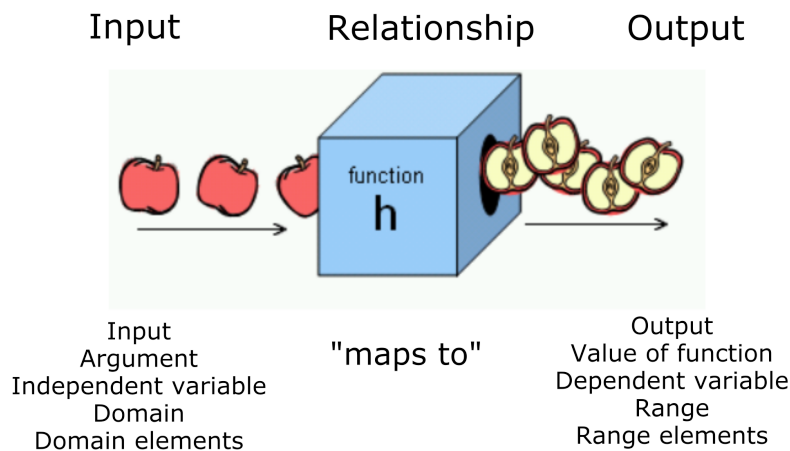 Input
Relationship
Output
function
h
Input
Argument
Independent variable
Domain
Domain elements
"maps to"
Output
Value of function
Dependent variable
Range
Range elements